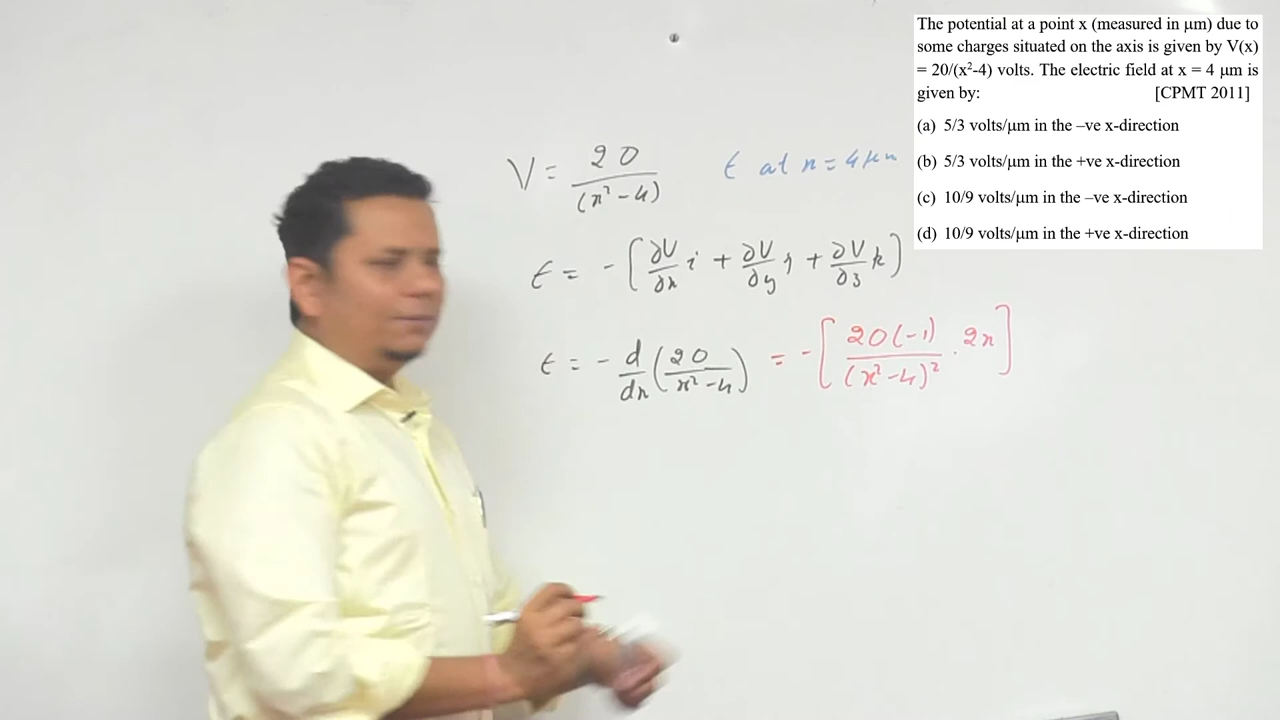 The potential at a point x (measured in μm) due to
some charges situated on the axis is given by V(x)
= 20/(x²-4) volts. The electric field at x = 4 μm is
given by: [CPMT 2011]
(a) 5/3 volts/μm in the –ve x-direction
(b) 5/3 volts/μm in the +ve x-direction
(c) 10/9 volts/μm in the –ve x-direction
(d) 10/9 volts/μm in the +ve x-direction
V = 20/(x²-4) E at x = 4μm
E = -[∂V/∂x i + ∂V/∂y j + ∂V/∂z k]
E = - d/dx (20/x²-4) = -[20(-1)/(x²-4)² . 2x]